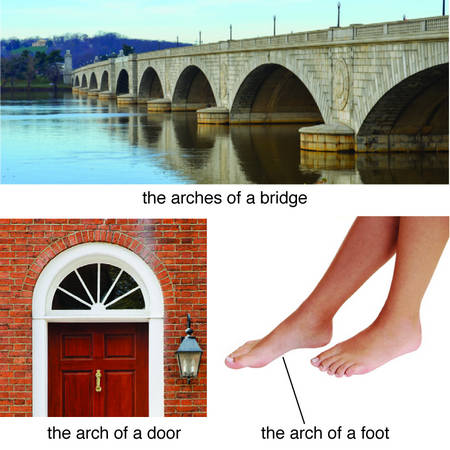 the arches of a bridge
the arch of a door
the arch of a foot